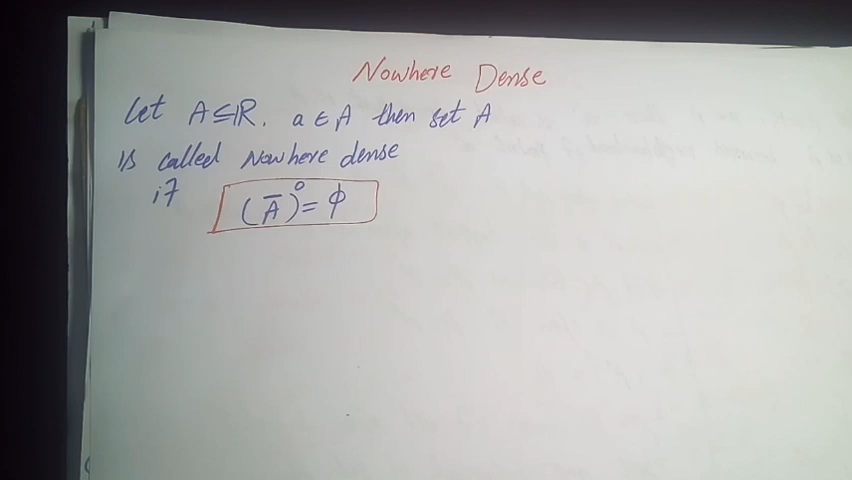 Nowhere Dense
Let A ⊆ ℝ. a ∈ A then set A
is called Nowhere dense
if (Ā)° = ϕ